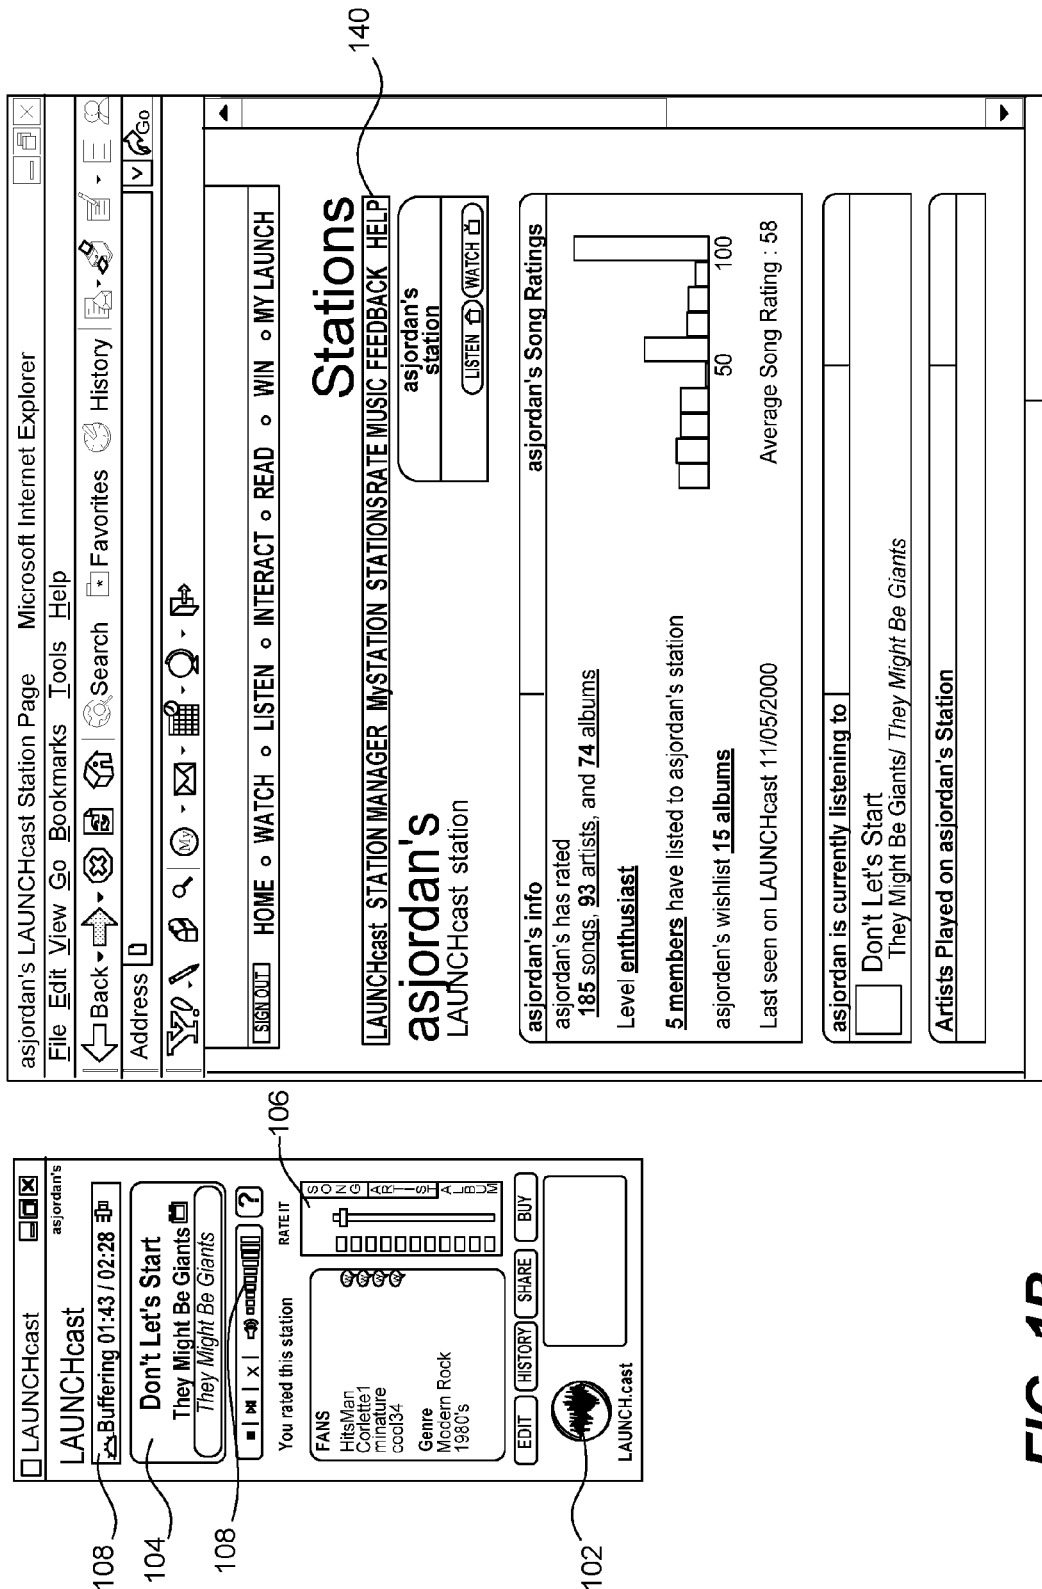 LAUNCHcast
LAUNCHcast
asjordan's
Buffering 01:43 / 02:28
Don't Let's Start
They Might Be Giants
They Might Be Giants
?
You rated this station
RATE IT
FANS
HitsMan
Corlette1
minature
cool34
Genre
Modern Rock
1980's
SONG
ARTIST
ALBUM
EDIT
HISTORY
SHARE
BUY
LAUNCH.cast
108
104
108
106
102
asjordan's LAUNCHcast Station Page Microsoft Internet Explorer
File Edit View Go Bookmarks Tools Help
Back Search Favorites History
Address Go
Y! My
SIGN OUT HOME WATCH LISTEN INTERACT READ WIN MY LAUNCH
Stations
LAUNCHcast STATION MANAGER MySTATION STATIONSRATE MUSIC FEEDBACK HELP
140
asjordan's
LAUNCHcast station
asjordan's
station
LISTEN WATCH
asjordan's info
asjordan's has rated
185 songs, 93 artists, and 74 albums
Level enthusiast
5 members have listed to asjordan's station
asjorden's wishlist 15 albums
Last seen on LAUNCHcast 11/05/2000
asjordan's Song Ratings
50 100
Average Song Rating : 58
asjordan is currently listening to
Don't Let's Start
They Might Be Giants/ They Might Be Giants
Artists Played on asjordan's Station